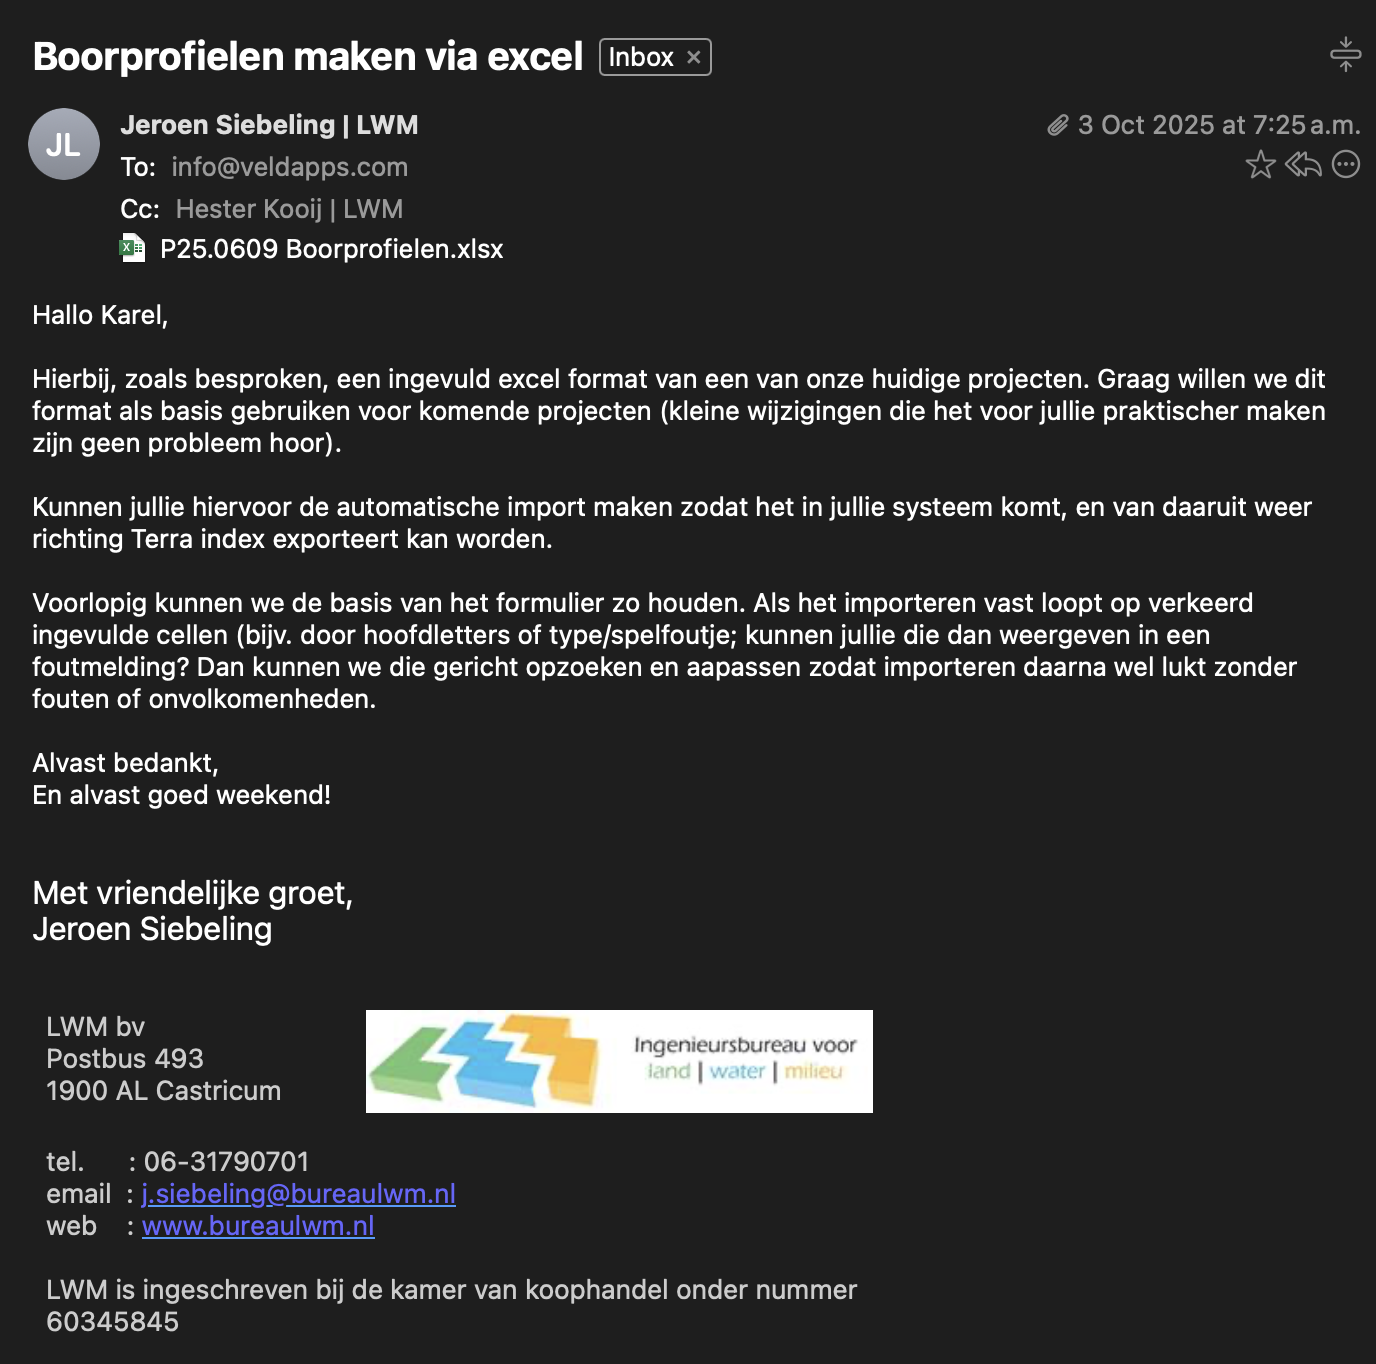 Boorprofielen maken via excel Inbox ×
JL
Jeroen Siebeling | LWM
3 Oct 2025 at 7:25 a.m.
To: info@veldapps.com
Cc: Hester Kooij | LWM
P25.0609 Boorprofielen.xlsx
Hallo Karel,
Hierbij, zoals besproken, een ingevuld excel format van een van onze huidige projecten. Graag willen we dit
format als basis gebruiken voor komende projecten (kleine wijzigingen die het voor jullie praktischer maken
zijn geen probleem hoor).
Kunnen jullie hiervoor de automatische import maken zodat het in jullie systeem komt, en van daaruit weer
richting Terra index exporteert kan worden.
Voorlopig kunnen we de basis van het formulier zo houden. Als het importeren vast loopt op verkeerd
ingevulde cellen (bijv. door hoofdletters of type/spelfoutje; kunnen jullie die dan weergeven in een
foutmelding? Dan kunnen we die gericht opzoeken en aapassen zodat importeren daarna wel lukt zonder
fouten of onvolkomenheden.
Alvast bedankt,
En alvast goed weekend!
Met vriendelijke groet,
Jeroen Siebeling
LWM bv
Postbus 493
1900 AL Castricum
Ingenieursbureau voor
land | water | milieu
tel. : 06-31790701
email : j.siebeling@bureaulwm.nl
web : www.bureaulwm.nl
LWM is ingeschreven bij de kamer van koophandel onder nummer
60345845